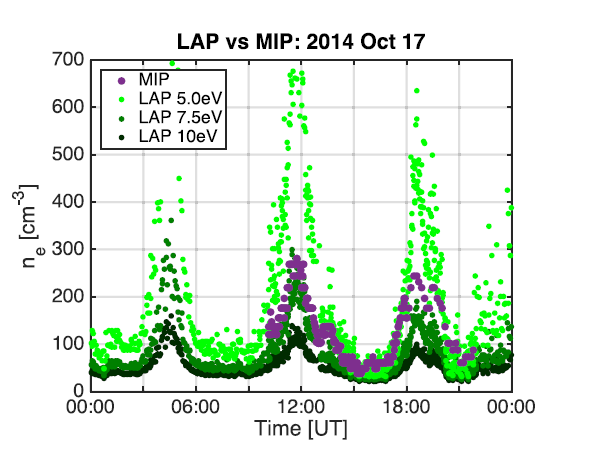 LAP vs MIP: 2014 Oct 17
700
600
500
400
300
200
100
0
n_e [cm^-3]
MIP
LAP 5.0eV
LAP 7.5eV
LAP 10eV
00:00 06:00 12:00 18:00 00:00
Time [UT]